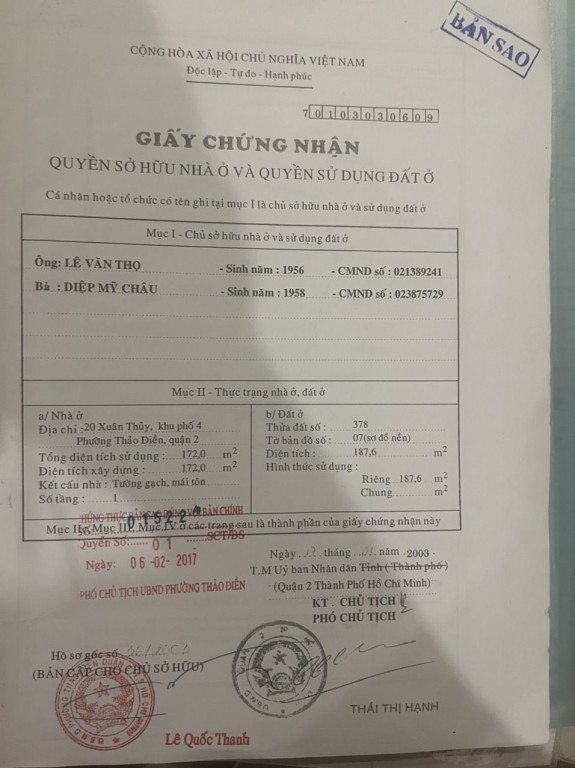 BẢN SAO
CỘNG HÒA XÃ HỘI CHỦ NGHĨA VIỆT NAM
Độc lập - Tự do - Hạnh phúc
7 0 1 0 3 0 3 0 6 0 9
GIẤY CHỨNG NHẬN
QUYỀN SỞ HỮU NHÀ Ở VÀ QUYỀN SỬ DỤNG ĐẤT Ở
Cá nhân hoặc tổ chức có tên ghi tại mục I là chủ sở hữu nhà ở và sử dụng đất ở
Mục I - Chủ sở hữu nhà ở và sử dụng đất ở
Ông: LÊ VĂN THỌ - Sinh năm : 1956 - CMND số : 021389241
Bà : DIỆP MỸ CHÂU - Sinh năm : 1958 - CMND số : 023875729
Mục II - Thực trạng nhà ở, đất ở
a/ Nhà ở
Địa chỉ : 20 Xuân Thủy, khu phố 4
Phường Thảo Điền, quận 2
Tổng diện tích sử dụng : 172,0 m2
Diện tích xây dựng : 172,0 m2
Kết cấu nhà : Tường gạch, mái tôn
Số tầng : 1
b/ Đất ở
Thửa đất số : 378
Tờ bản đồ số : 07(sơ đồ nền)
Diện tích : 187,6 m2
Hình thức sử dụng :
Riêng 187,6 m2
Chung m2
CHỨNG THỰC BẢN SAO ĐÚNG VỚI BẢN CHÍNH
Mục III, Mục IV ở các trang sau là thành phần của giấy chứng nhận này
Quyển Số: 01 SCT/BS
Ngày: 06-02-2017
PHÓ CHỦ TỊCH UBND PHƯỜNG THẢO ĐIỀN
Ngày tháng năm 2003
T.M Uỷ ban Nhân dân Tỉnh ( Thành phố )
(Quận 2 Thành Phố Hồ Chí Minh)
KT. CHỦ TỊCH
PHÓ CHỦ TỊCH
Hồ sơ gốc số /2003
(BẢN CẤP CHO CHỦ SỞ HỮU)
Lê Quốc Thanh
THÁI THỊ HẠNH